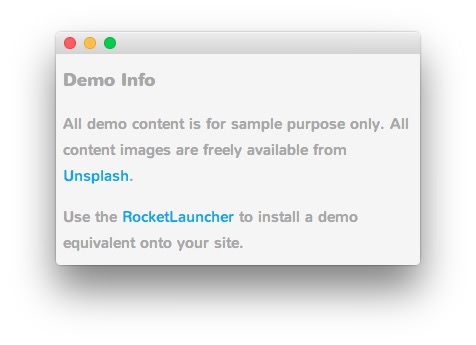 Demo Info
All demo content is for sample purpose only. All
content images are freely available from
Unsplash.
Use the RocketLauncher to install a demo
equivalent onto your site.